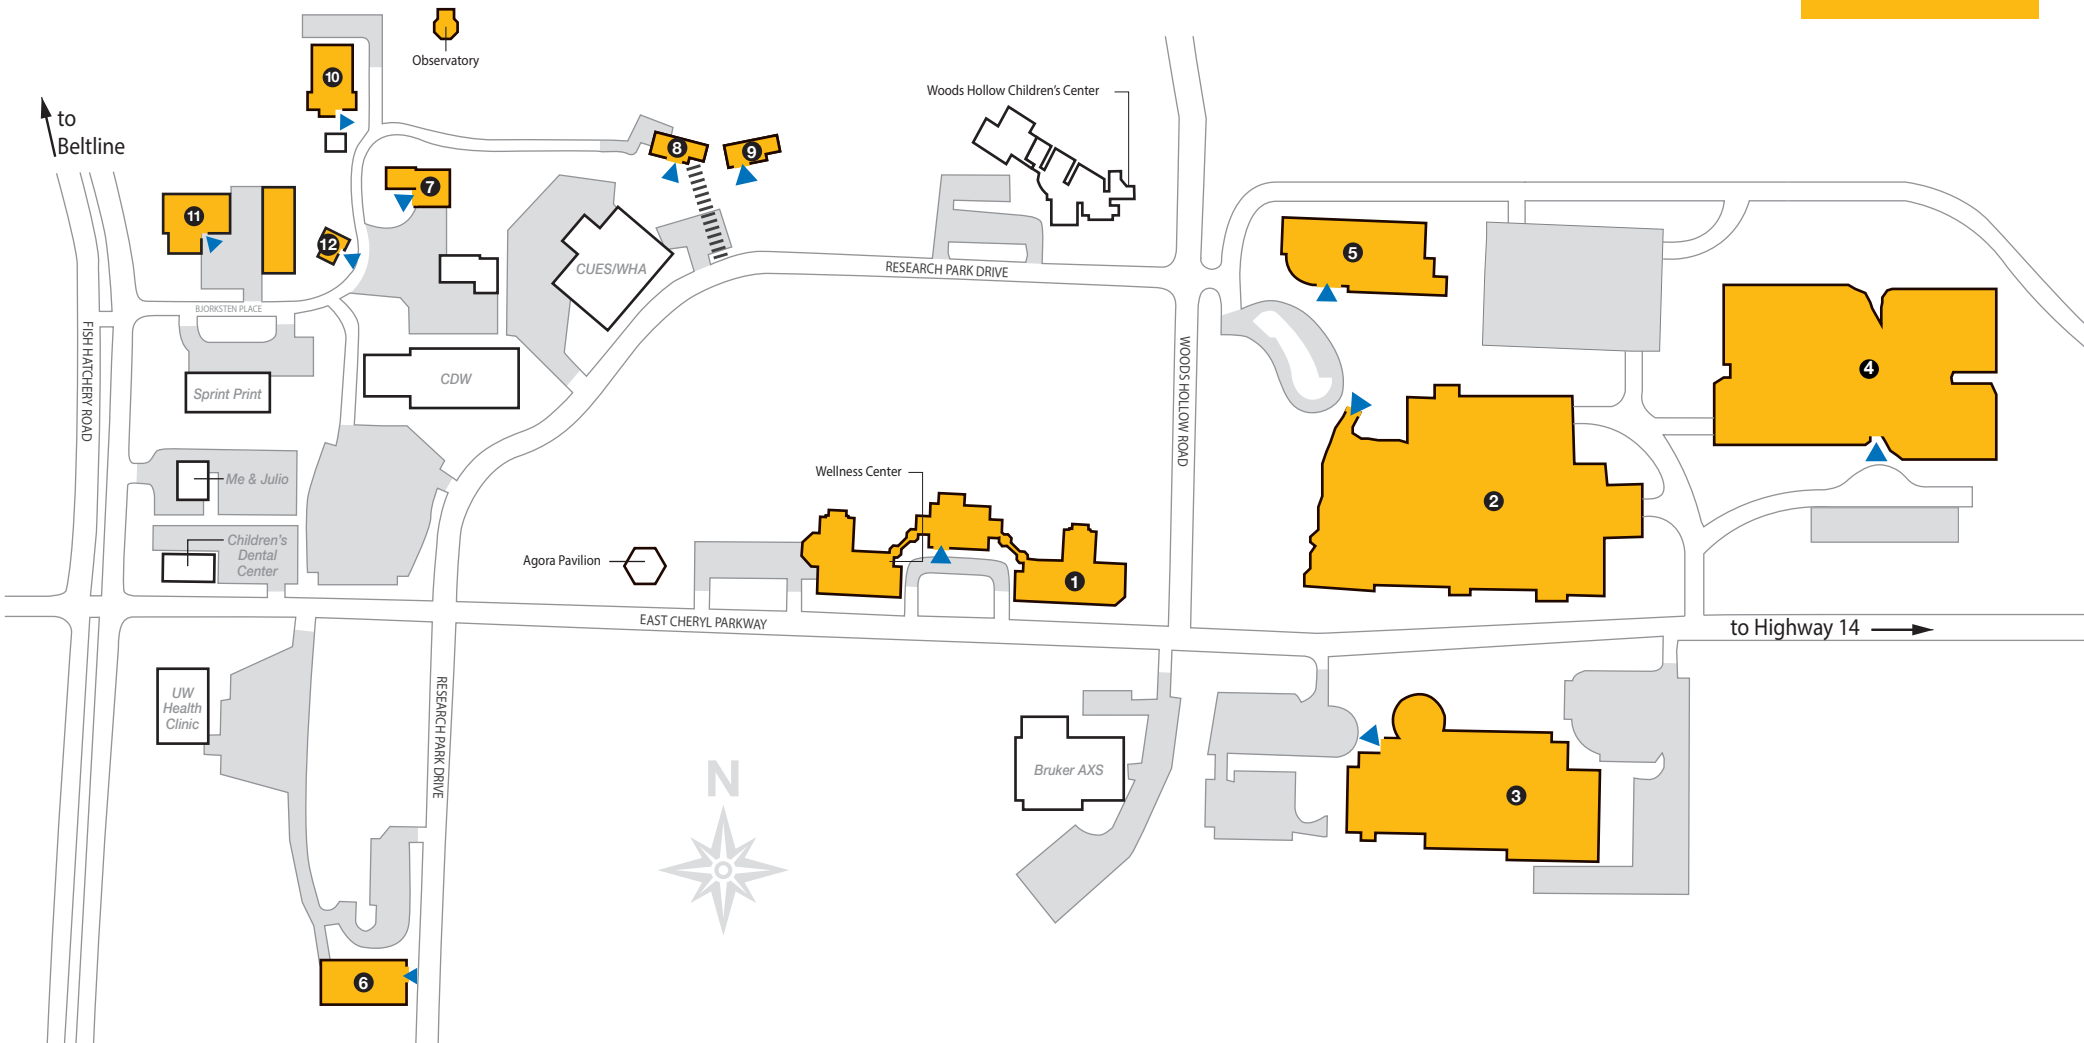 Observatory
10
to
Beltline
Woods Hollow Children's Center
8
9
7
11
12
5
CUES/WHA
RESEARCH PARK DRIVE
BJORKSTEN PLACE
FISH HATCHERY ROAD
WOODS HOLLOW ROAD
4
CDW
Sprint Print
Me & Julio
Wellness Center
2
Children's
Dental
Center
Agora Pavilion
1
EAST CHERYL PARKWAY
to Highway 14
UW
Health
Clinic
RESEARCH PARK DRIVE
N
Bruker AXS
3
6